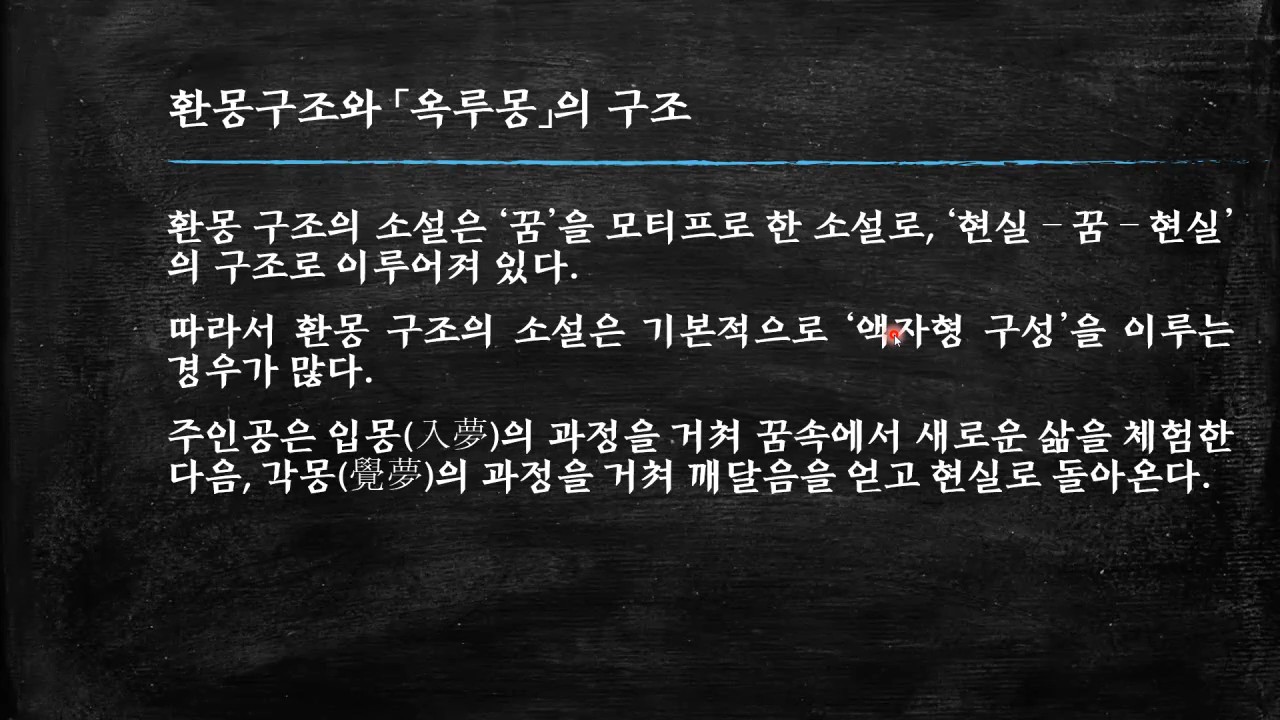 환몽구조와 「옥루몽」의 구조
환몽 구조의 소설은 ‘꿈’을 모티프로 한 소설로, ‘현실 – 꿈 – 현실’
의 구조로 이루어져 있다.
따라서 환몽 구조의 소설은 기본적으로 ‘액자형 구성’을 이루는
경우가 많다.
주인공은 입몽(入夢)의 과정을 거쳐 꿈속에서 새로운 삶을 체험한
다음, 각몽(覺夢)의 과정을 거쳐 깨달음을 얻고 현실로 돌아온다.